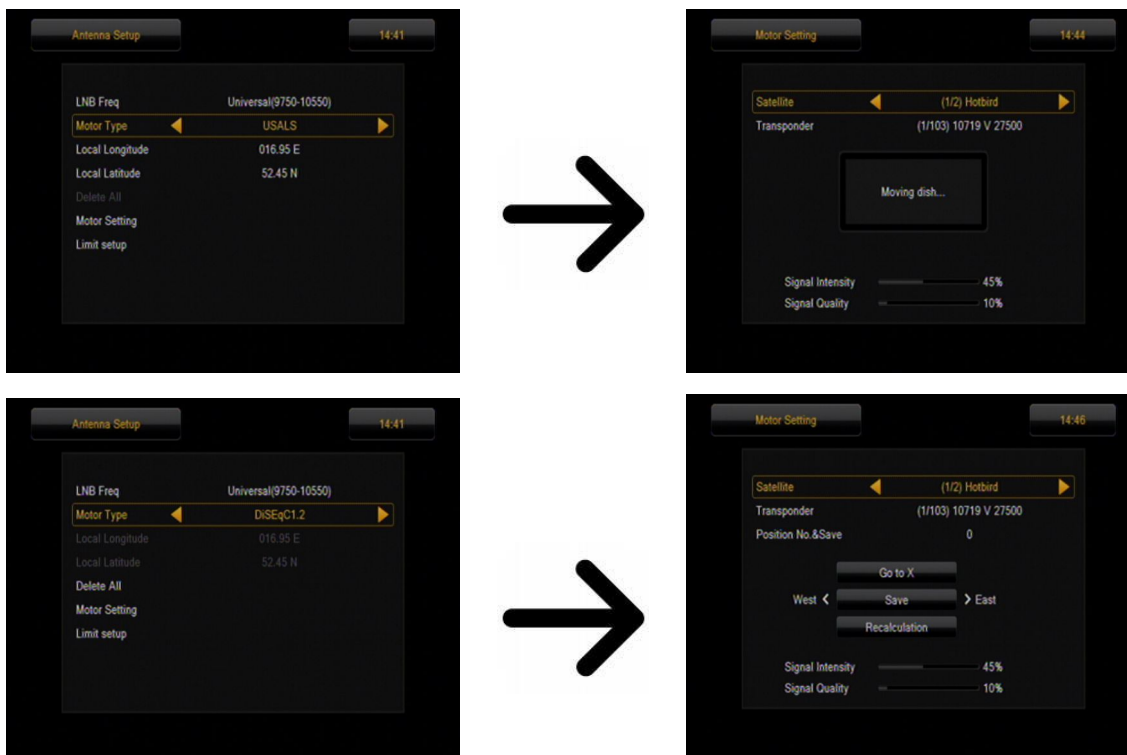 Antenna Setup 14:41
LNB Freq Universal(9750-10550)
Motor Type USALS
Local Longitude 016.95 E
Local Latitude 52.45 N
Delete All
Motor Setting
Limit setup
Motor Setting 14:44
Satellite (1/2) Hotbird
Transponder (1/103) 10719 V 27500
Moving dish...
Signal Intensity 45%
Signal Quality 10%
Antenna Setup 14:41
LNB Freq Universal(9750-10550)
Motor Type DiSEqC1.2
Local Longitude 016.95 E
Local Latitude 52.45 N
Delete All
Motor Setting
Limit setup
Motor Setting 14:46
Satellite (1/2) Hotbird
Transponder (1/103) 10719 V 27500
Position No.&Save 0
Go to X
West < Save > East
Recalculation
Signal Intensity 45%
Signal Quality 10%